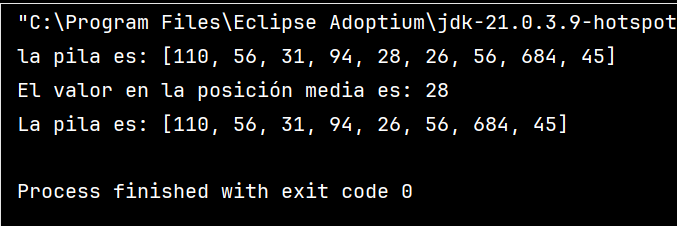 "C:\Program Files\Eclipse Adoptium\jdk-21.0.3.9-hotspot
la pila es: [110, 56, 31, 94, 28, 26, 56, 684, 45]
El valor en la posición media es: 28
La pila es: [110, 56, 31, 94, 26, 56, 684, 45]
Process finished with exit code 0